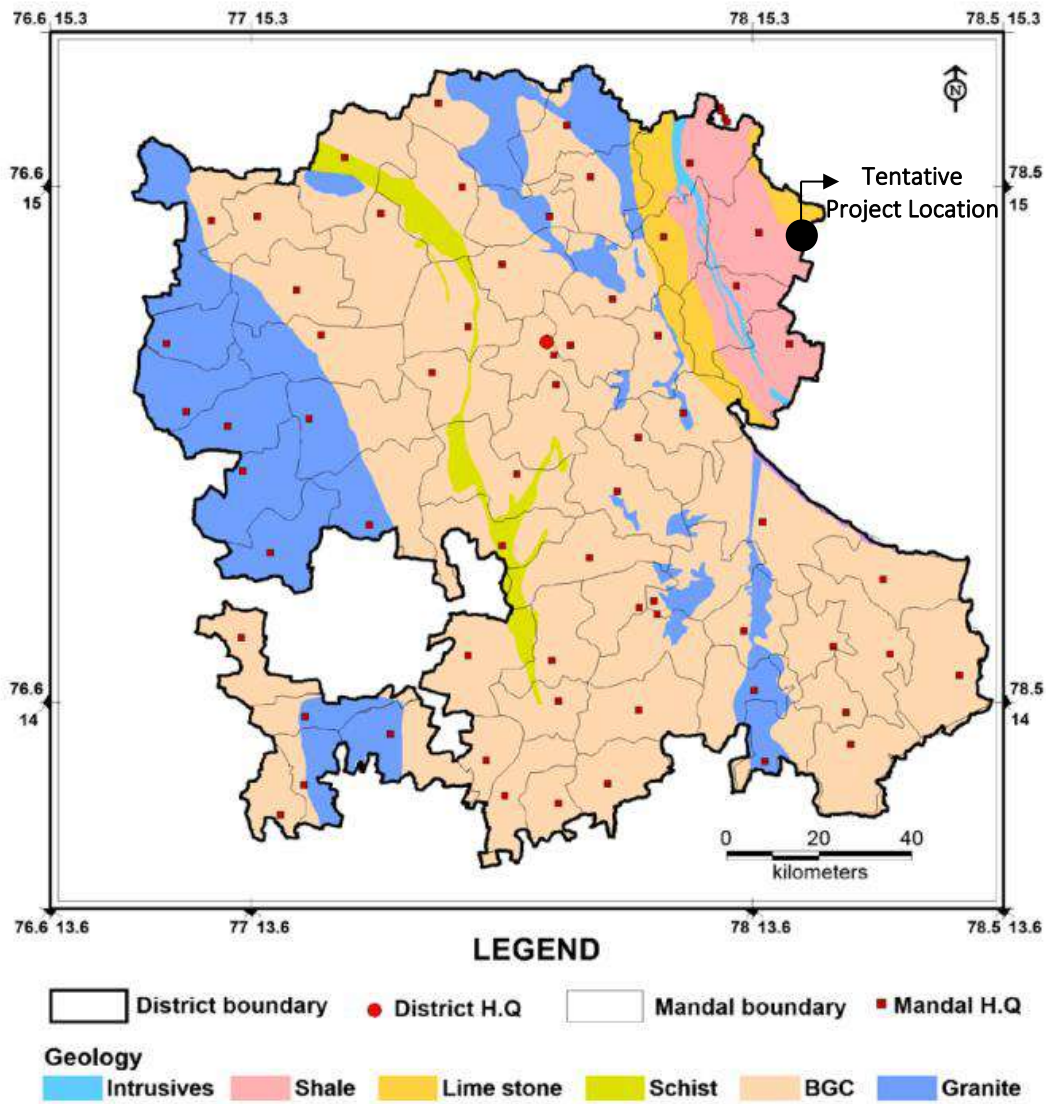 76.6 15.3
77 15.3
78 15.3
78.5 15.3
N
76.6
15
78.5
15
Tentative
Project Location
76.6
14
78.5
14
0 20 40
kilometers
76.6 13.6
77 13.6
78 13.6
78.5 13.6
LEGEND
District boundary
District H.Q
Mandal boundary
Mandal H.Q
Geology
Intrusives
Shale
Lime stone
Schist
BGC
Granite